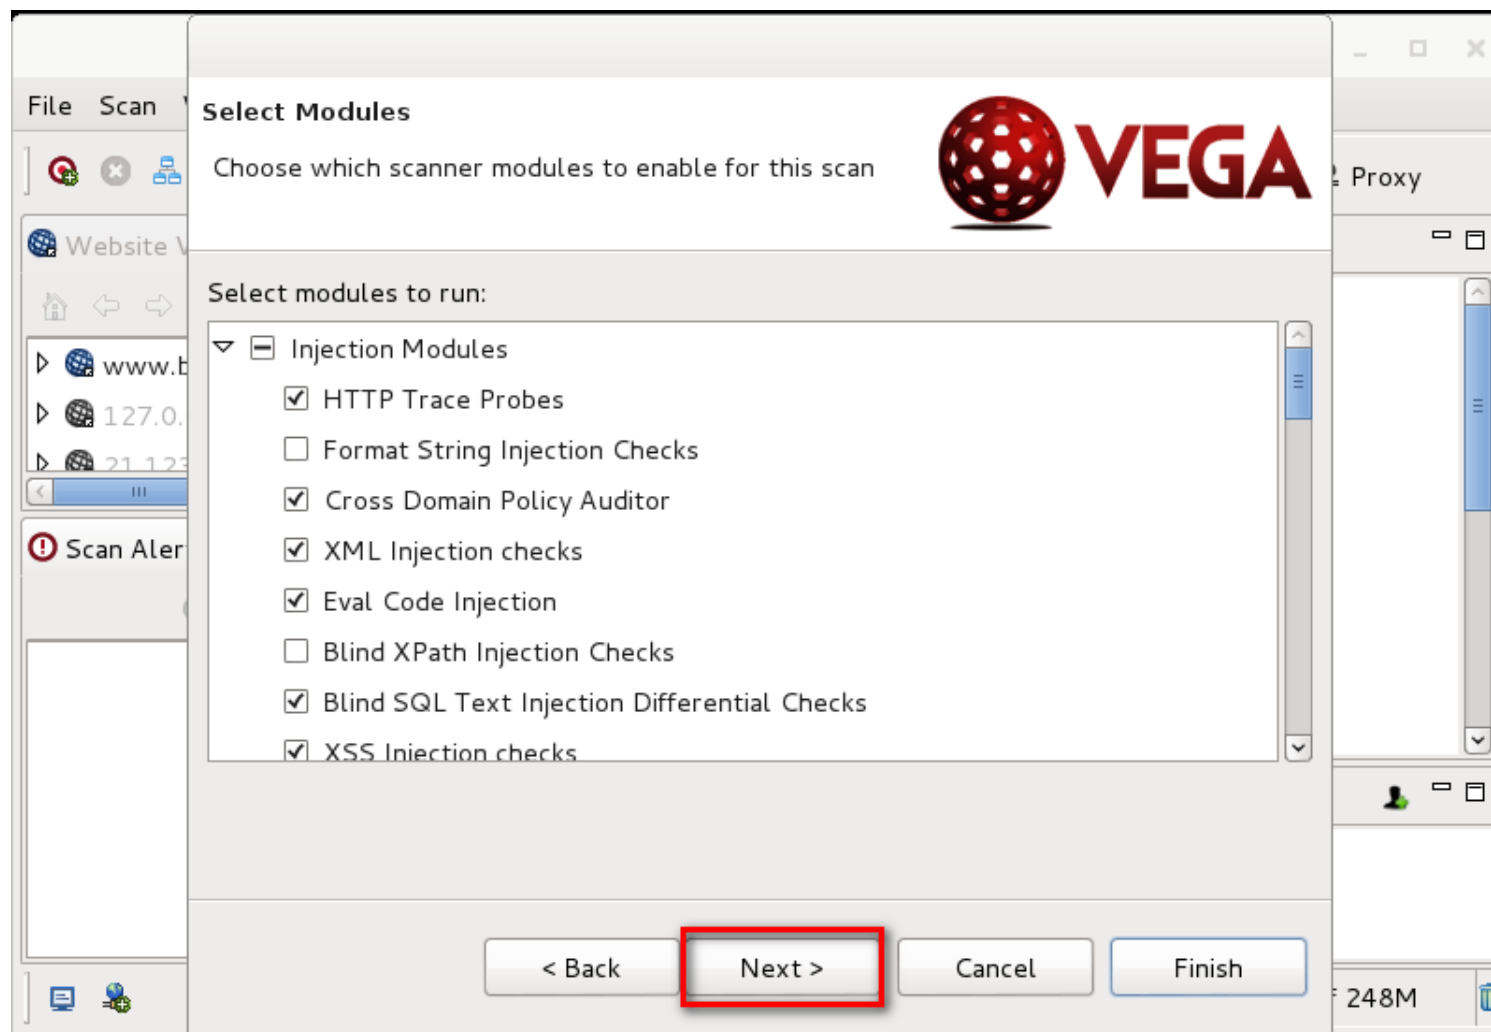 File Scan
Select Modules
Choose which scanner modules to enable for this scan
VEGA
Proxy
Website
Select modules to run:
www.b
127.0.
21.123
Scan Aler
Injection Modules
HTTP Trace Probes
Format String Injection Checks
Cross Domain Policy Auditor
XML Injection checks
Eval Code Injection
Blind XPath Injection Checks
Blind SQL Text Injection Differential Checks
XSS Injection checks
< Back
Next >
Cancel
Finish
248M